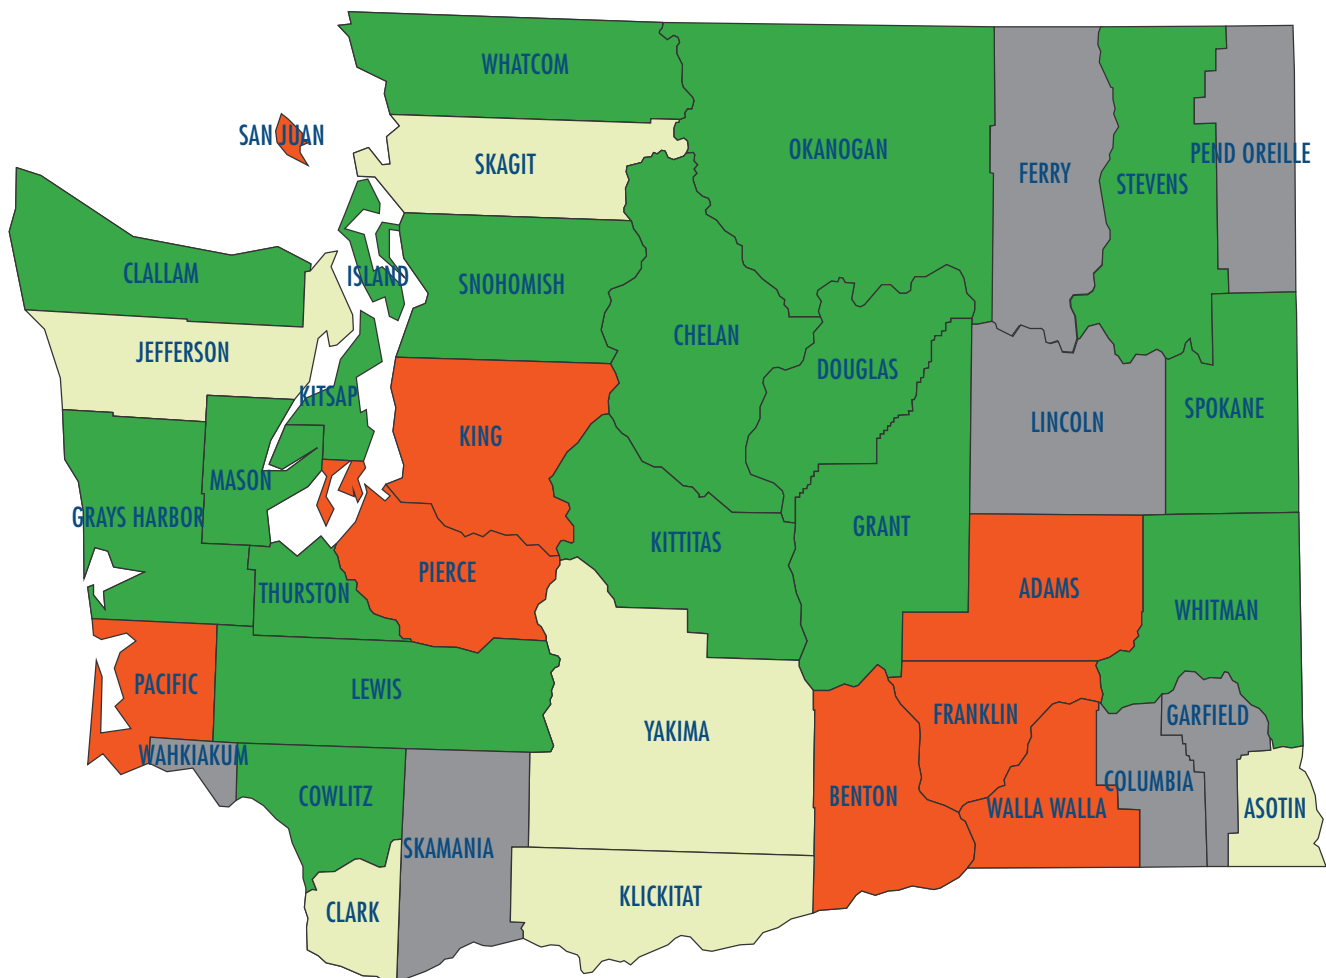 WHATCOM
SAN JUAN
SKAGIT
OKANOGAN
FERRY
STEVENS
PEND OREILLE
CLALLAM
ISLAND
SNOHOMISH
JEFFERSON
CHELAN
DOUGLAS
KITSAP
KING
LINCOLN
SPOKANE
MASON
GRAYS HARBOR
KITTITAS
GRANT
PIERCE
THURSTON
ADAMS
WHITMAN
PACIFIC
LEWIS
YAKIMA
FRANKLIN
GARFIELD
WAHKIAKUM
COWLITZ
BENTON
WALLA WALLA
COLUMBIA
ASOTIN
SKAMANIA
KLICKITAT
CLARK